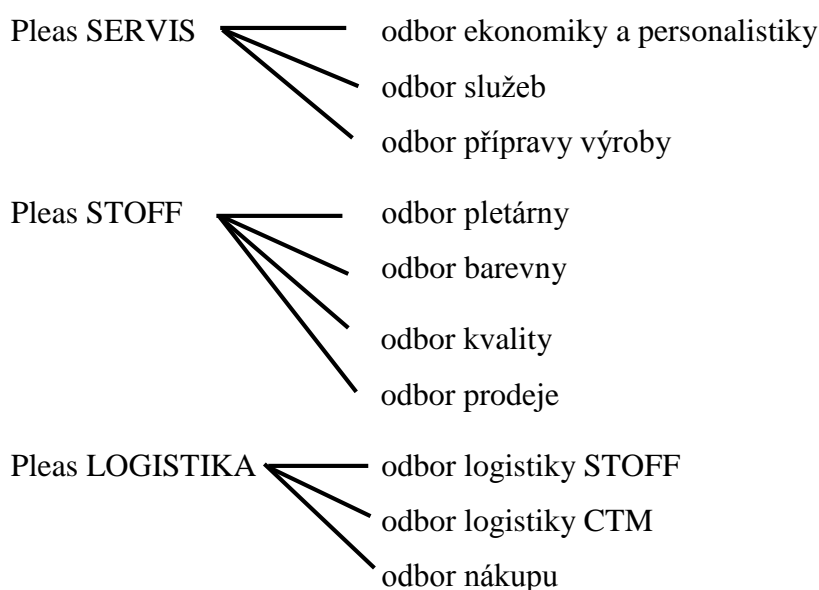 Pleas SERVIS odbor ekonomiky a personalistiky
odbor služeb
odbor přípravy výroby
Pleas STOFF odbor pletárny
odbor barevny
odbor kvality
odbor prodeje
Pleas LOGISTIKA odbor logistiky STOFF
odbor logistiky CTM
odbor nákupu